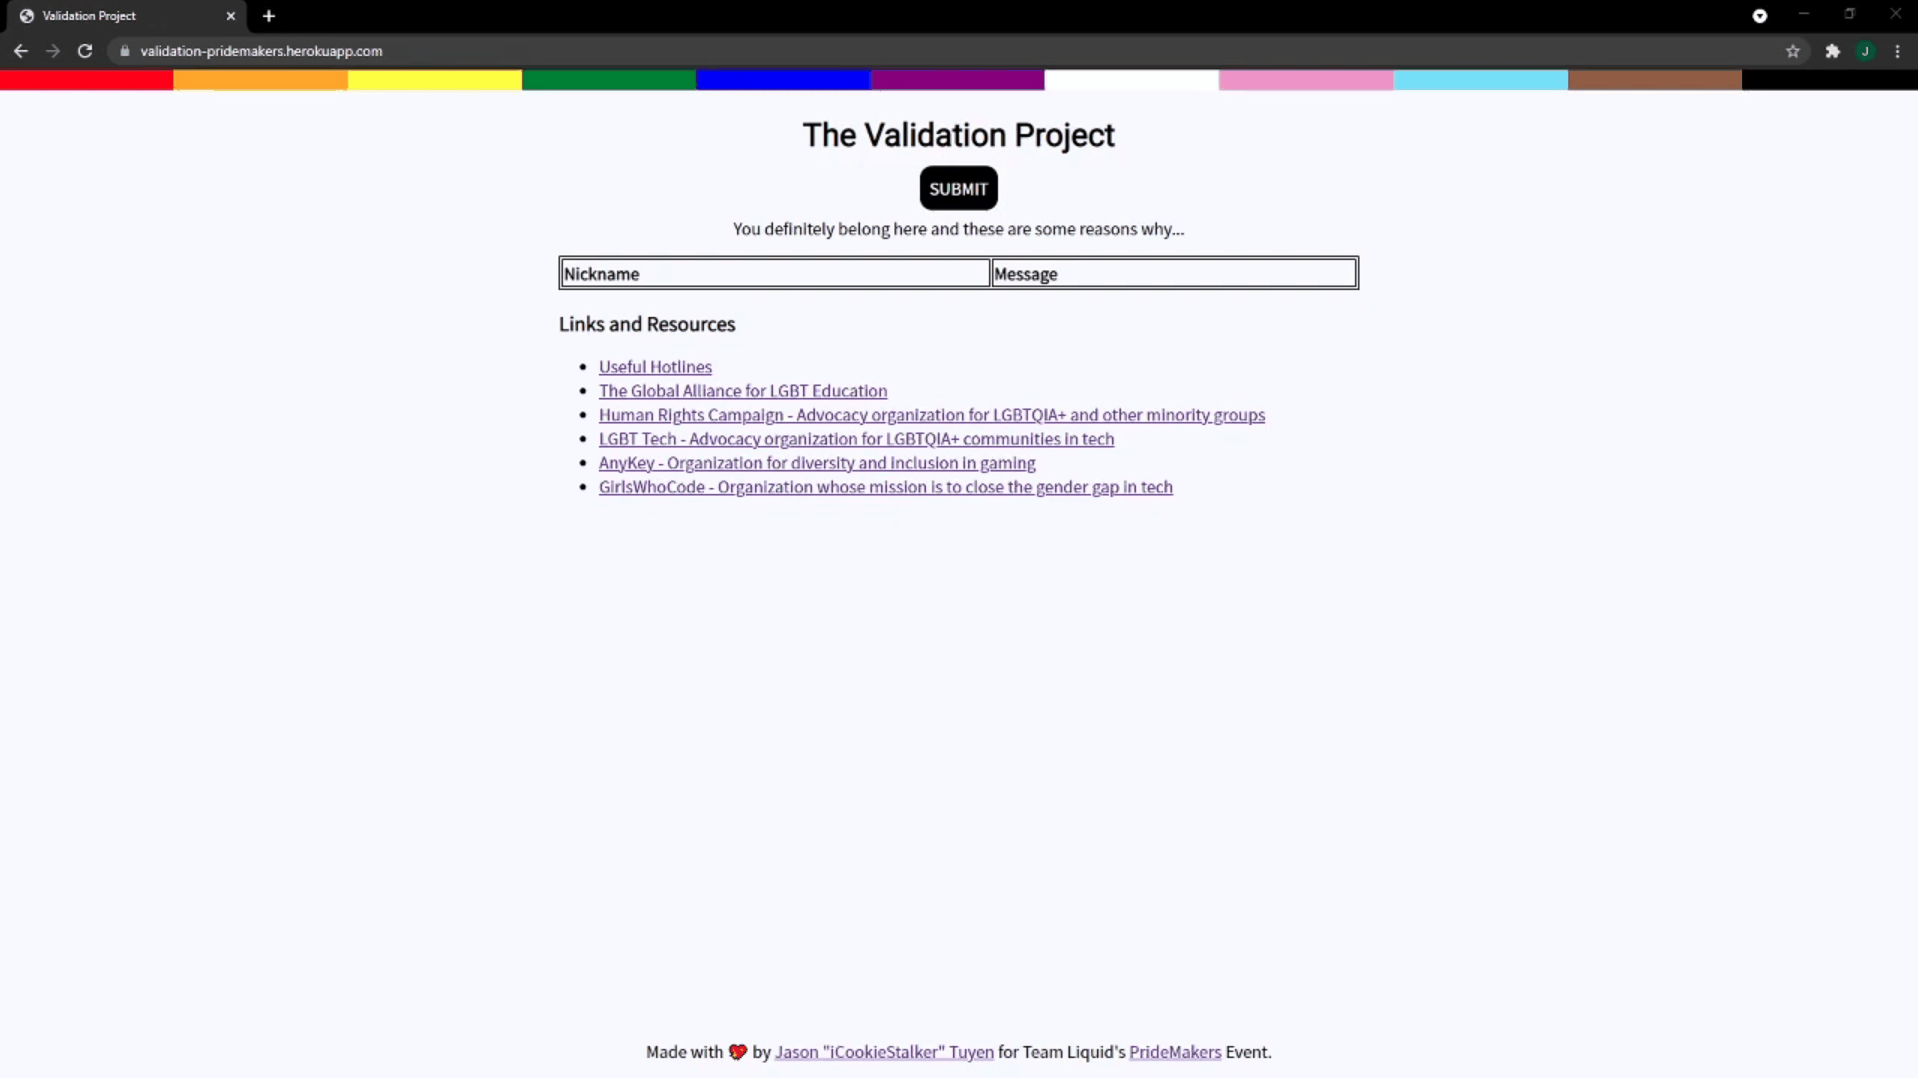 Validation Project
validation-pridemakers.herokuapp.com
J
The Validation Project
SUBMIT
You definitely belong here and these are some reasons why...
Nickname Message
Links and Resources
Useful Hotlines
The Global Alliance for LGBT Education
Human Rights Campaign - Advocacy organization for LGBTQIA+ and other minority groups
LGBT Tech - Advocacy organization for LGBTQIA+ communities in tech
AnyKey - Organization for diversity and inclusion in gaming
GirlsWhoCode - Organization whose mission is to close the gender gap in tech
Made with 💖 by Jason "iCookieStalker" Tuyen for Team Liquid's PrideMakers Event.